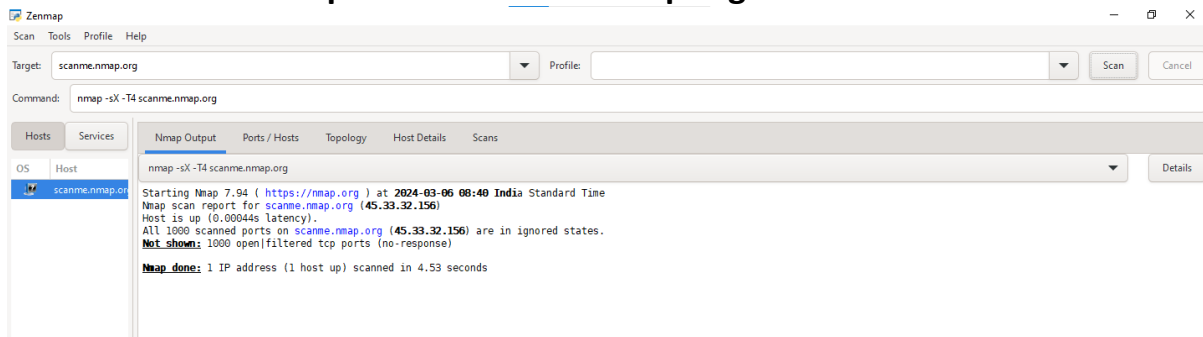 Zenmap
Scan Tools Profile Help
Target: scanme.nmap.org Profile: Scan Cancel
Command: nmap -sX -T4 scanme.nmap.org
Hosts Services Nmap Output Ports / Hosts Topology Host Details Scans
OS Host nmap -sX -T4 scanme.nmap.org Details
scanme.nmap.or
Starting Nmap 7.94 ( https://nmap.org ) at 2024-03-06 08:40 India Standard Time
Nmap scan report for scanme.nmap.org (45.33.32.156)
Host is up (0.00044s latency).
All 1000 scanned ports on scanme.nmap.org (45.33.32.156) are in ignored states.
Not shown: 1000 open|filtered tcp ports (no-response)
Nmap done: 1 IP address (1 host up) scanned in 4.53 seconds